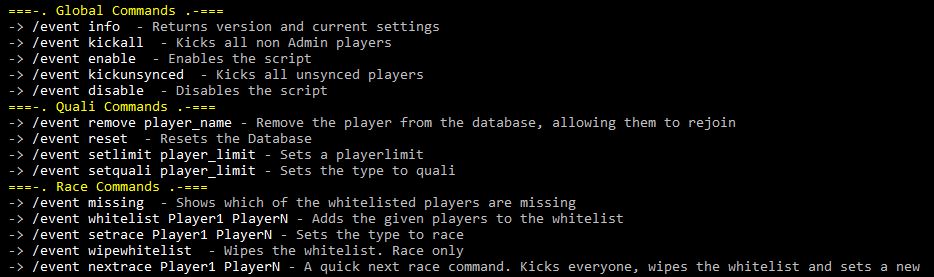 ===-. Global Commands .-===
-> /event info  - Returns version and current settings
-> /event kickall  - Kicks all non Admin players
-> /event enable  - Enables the script
-> /event kickunsynced  - Kicks all unsynced players
-> /event disable  - Disables the script
===-. Quali Commands .-===
-> /event remove player_name - Remove the player from the database, allowing them to rejoin
-> /event reset  - Resets the Database
-> /event setlimit player_limit - Sets a playerlimit
-> /event setquali player_limit - Sets the type to quali
===-. Race Commands .-===
-> /event missing  - Shows which of the whitelisted players are missing
-> /event whitelist Player1 PlayerN - Adds the given players to the whitelist
-> /event setrace Player1 PlayerN - Sets the type to race
-> /event wipewhitelist  - Wipes the whitelist. Race only
-> /event nextrace Player1 PlayerN - A quick next race command. Kicks everyone, wipes the whitelist and sets a new